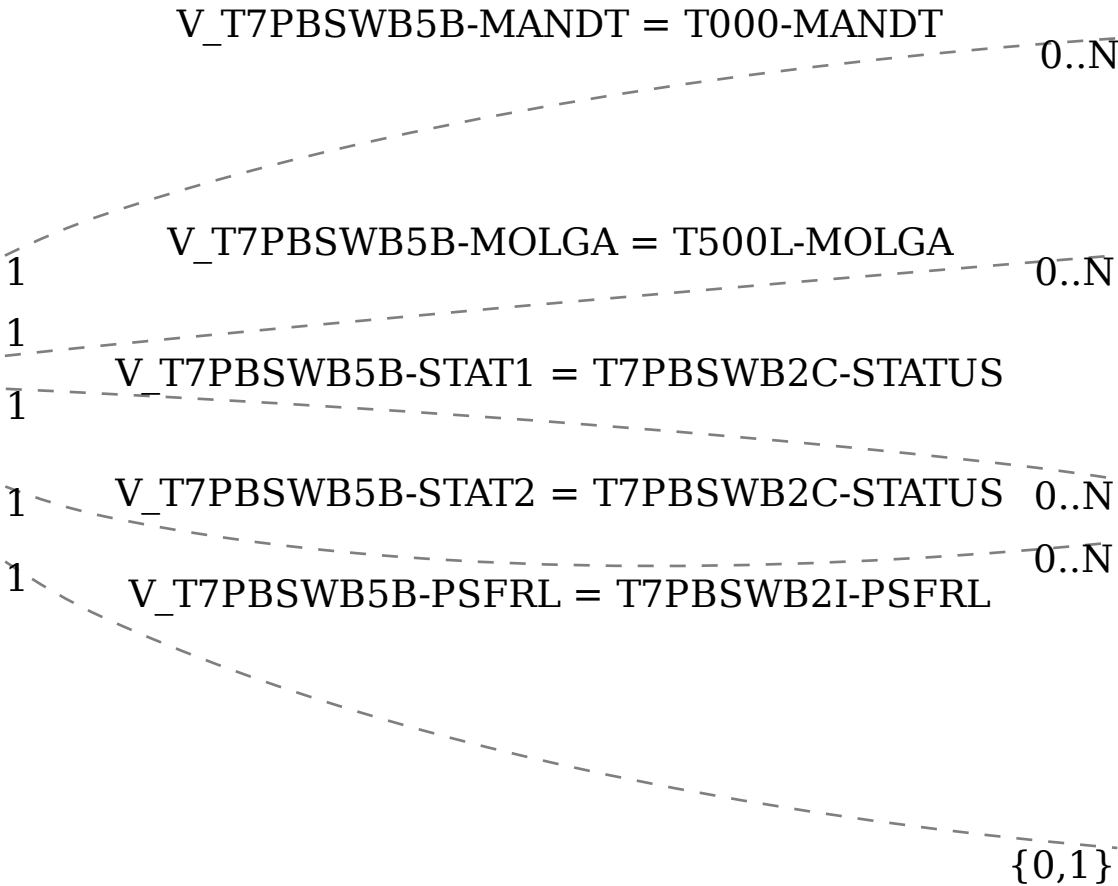 V_T7PBSWB5B-MANDT = T000-MANDT
0..N
V_T7PBSWB5B-MOLGA = T500L-MOLGA
1
0..N
1
V_T7PBSWB5B-STAT1 = T7PBSWB2C-STATUS
1
V_T7PBSWB5B-STAT2 = T7PBSWB2C-STATUS
0..N
1
0..N
1
V_T7PBSWB5B-PSFRL = T7PBSWB2I-PSFRL
{0,1}